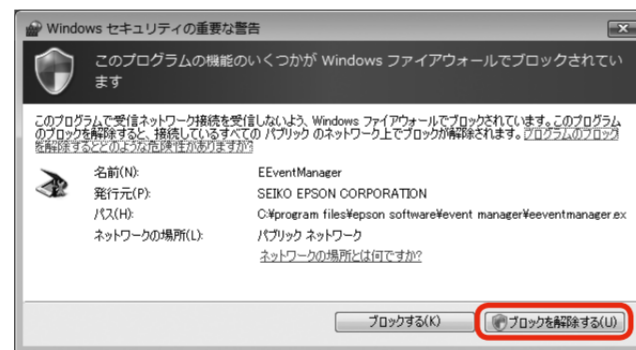 Windows セキュリティの重要な警告
このプログラムの機能のいくつかが Windows ファイアウォールでブロックされてい
ます
このプログラムで受信ネットワーク接続を受信しないよう、Windows ファイアウォールでブロックされています。このプログラム
のブロックを解除すると、接続しているすべての パブリック のネットワーク上でブロックが解除されます。プログラムのブロック
を解除するとどのような危険性がありますか?
名前(N): EEventManager
発行元(P): SEIKO EPSON CORPORATION
パス(H): C:¥program files¥epson software¥event manager¥eeventmanager.ex
ネットワークの場所(L): パブリック ネットワーク
ネットワークの場所とは何ですか?
ブロックする(K) ブロックを解除する(U)